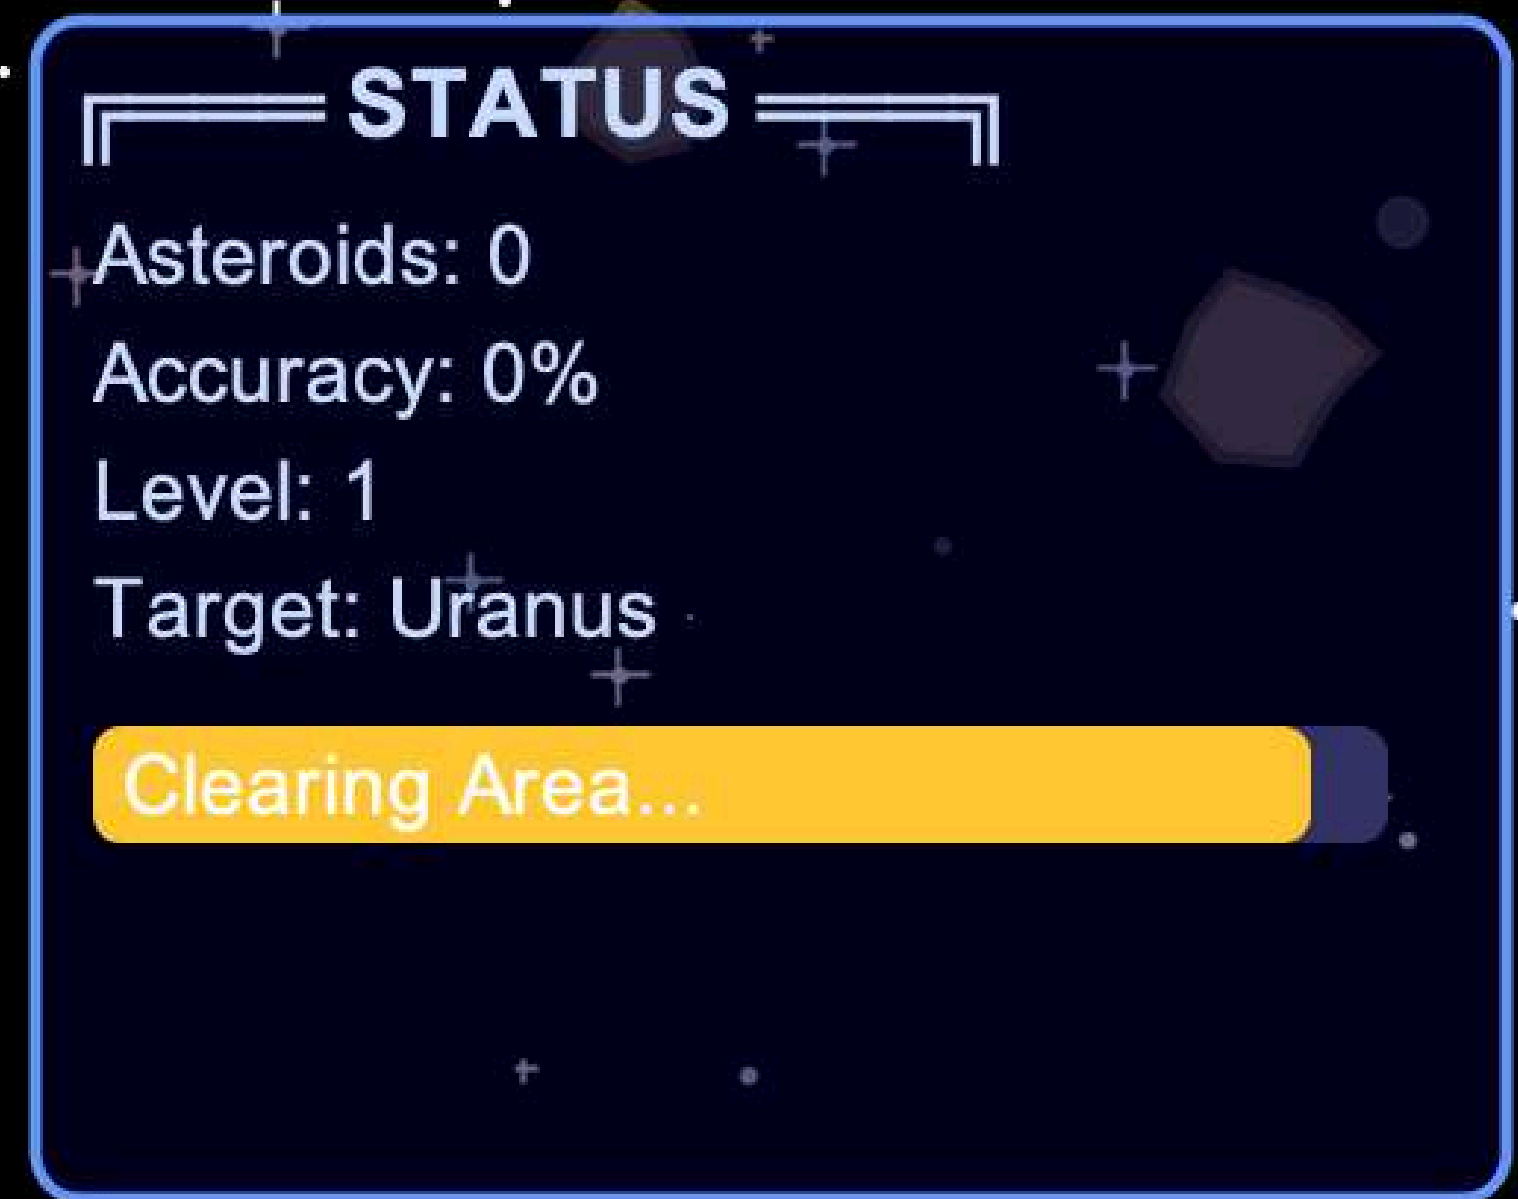 ╔═══ STATUS ═══╗
Asteroids: 0
Accuracy: 0%
Level: 1
Target: Uranus
Clearing Area...